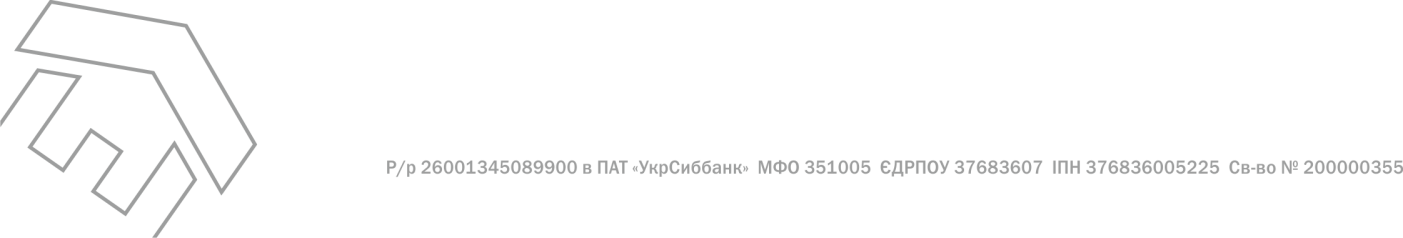 Р/р 26001345089900 в ПАТ «УкрСиббанк» МФО 351005 ЄДРПОУ 37683607 ІПН 376836005225 Св-во № 200000355